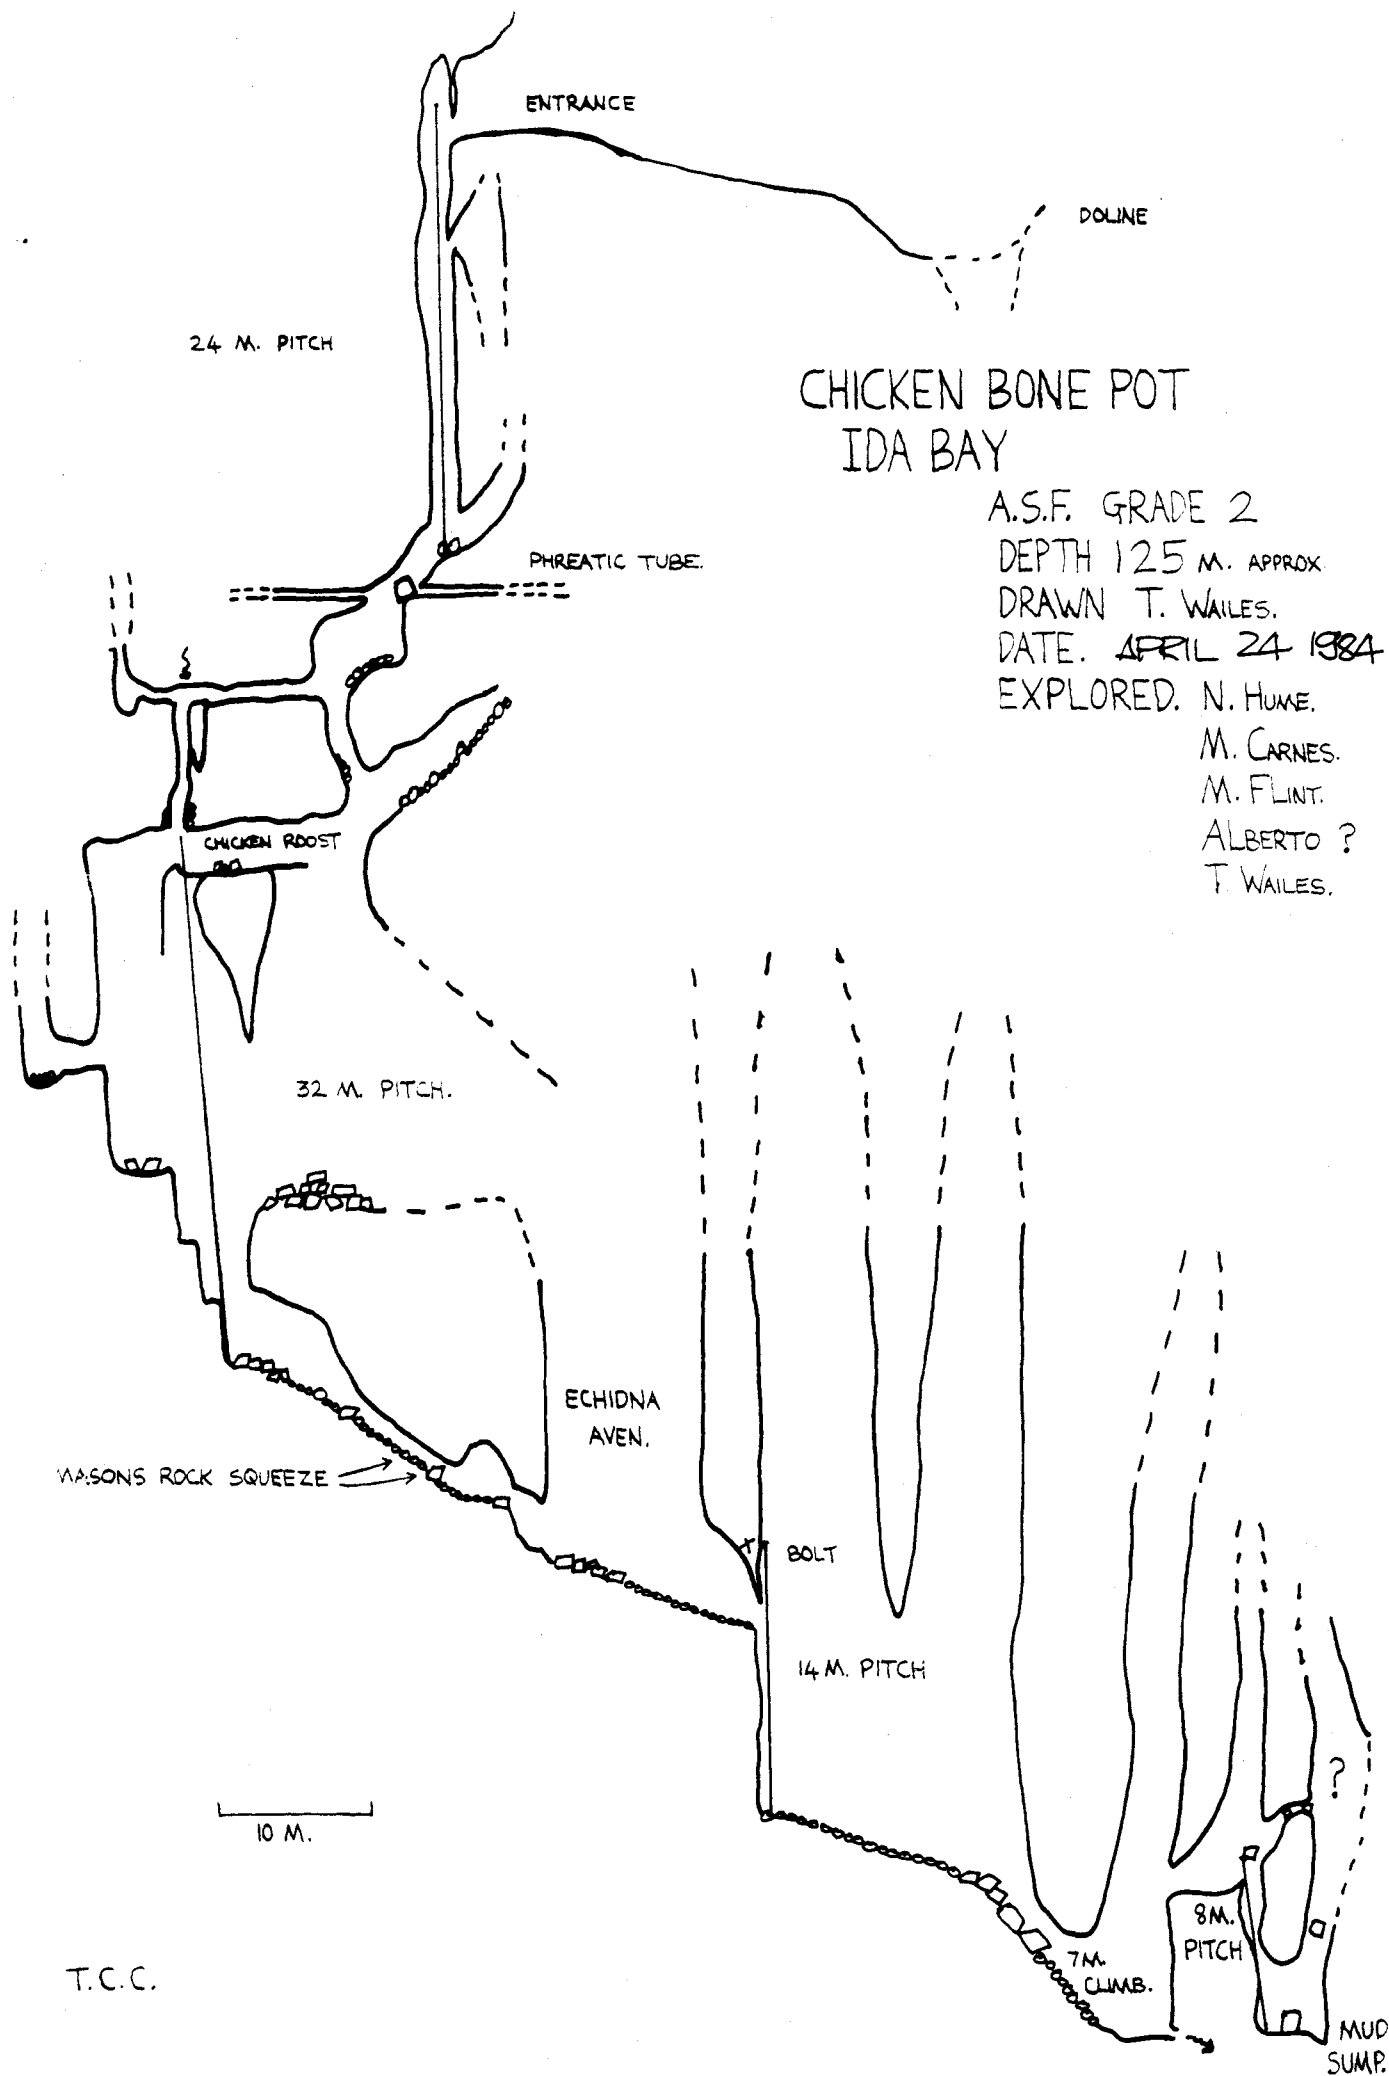 ENTRANCE
DOLINE
24 M. PITCH
CHICKEN BONE POT
IDA BAY
A.S.F. GRADE 2
DEPTH 125 M. APPROX.
DRAWN T. WAILES.
DATE. APRIL 24 1984
EXPLORED. N. HUME.
M. CARNES.
M. FLINT.
ALBERTO ?
T. WAILES.
PHREATIC TUBE.
CHICKEN ROOST
32 M. PITCH.
ECHIDNA
AVEN.
MASONS ROCK SQUEEZE
BOLT
14 M. PITCH
?
10 M.
8M.
PITCH
7M.
CLIMB.
T.C.C.
MUD
SUMP.